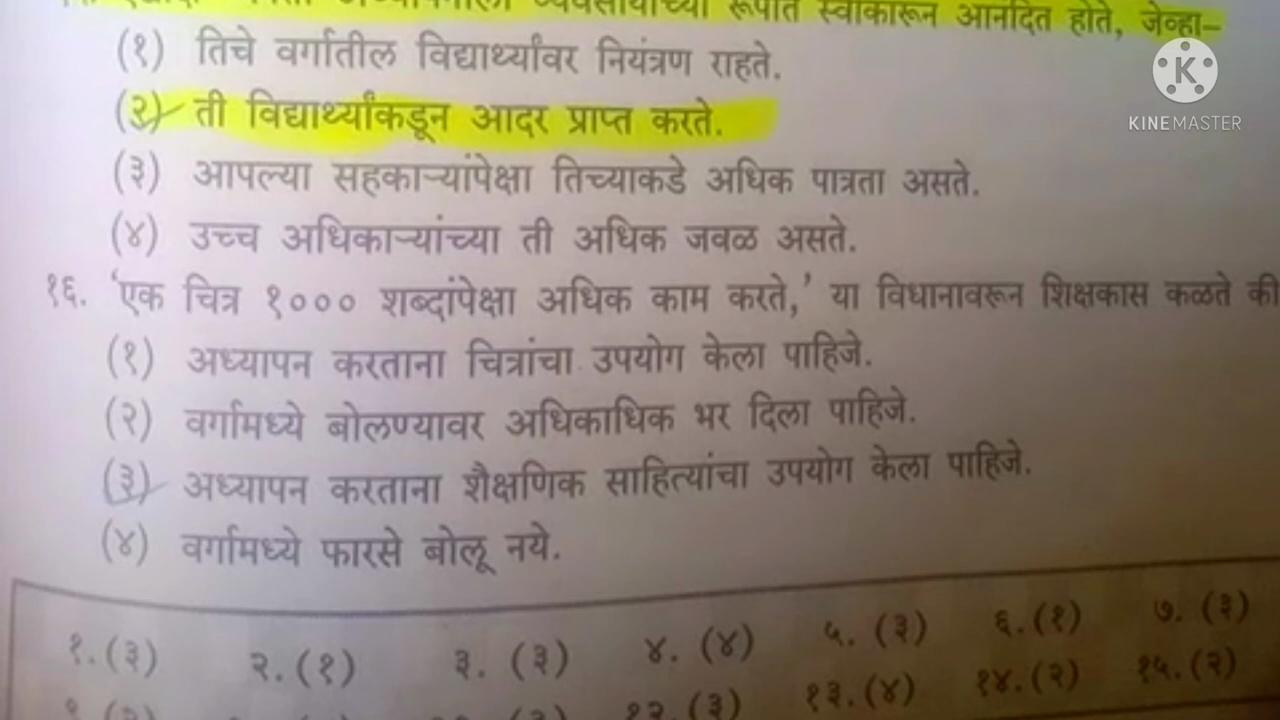 व्यवसायाच्या रूपात स्वीकारून आनंदित होते, जेव्हा–
(१) तिचे वर्गातील विद्यार्थ्यांवर नियंत्रण राहते.
(२) ती विद्यार्थ्यांकडून आदर प्राप्त करते.
(३) आपल्या सहकाऱ्यांपेक्षा तिच्याकडे अधिक पात्रता असते.
(४) उच्च अधिकाऱ्यांच्या ती अधिक जवळ असते.
१६. ‘एक चित्र १००० शब्दांपेक्षा अधिक काम करते,’ या विधानावरून शिक्षकास कळते की
(१) अध्यापन करताना चित्रांचा उपयोग केला पाहिजे.
(२) वर्गामध्ये बोलण्यावर अधिकाधिक भर दिला पाहिजे.
(३) अध्यापन करताना शैक्षणिक साहित्यांचा उपयोग केला पाहिजे.
(४) वर्गामध्ये फारसे बोलू नये.
१. (३) २. (१) ३. (३) ४. (४) ५. (३) ६. (१) ७. (३)
१२. (३) १३. (४) १४. (२) १५. (२)
K
KINEMASTER